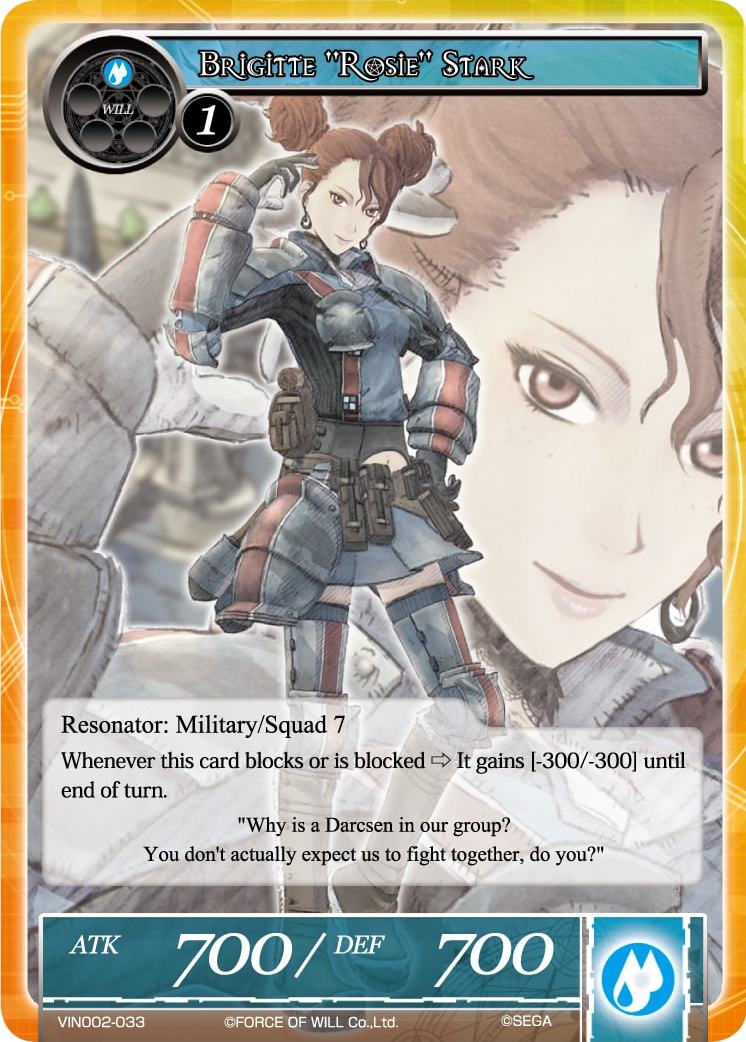 Brigitte "Rosie" Stark
WILL
1
Resonator: Military/Squad 7
Whenever this card blocks or is blocked ⇨ It gains [-300/-300] until
end of turn.
"Why is a Darcsen in our group?
You don't actually expect us to fight together, do you?"
ATK 700 / DEF 700
VIN002-033 ©FORCE OF WILL Co.,Ltd. ©SEGA